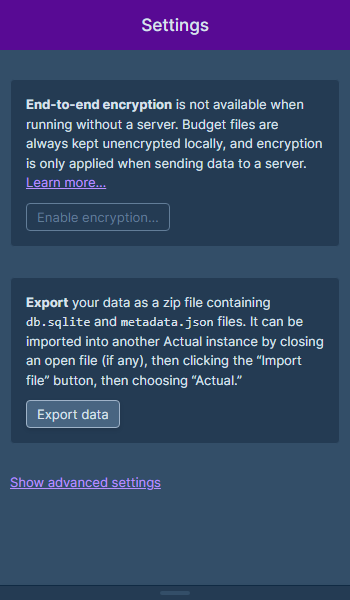 Settings
End-to-end encryption is not available when
running without a server. Budget files are
always kept unencrypted locally, and encryption
is only applied when sending data to a server.
Learn more...
Enable encryption...
Export your data as a zip file containing
db.sqlite and metadata.json files. It can be
imported into another Actual instance by closing
an open file (if any), then clicking the “Import
file” button, then choosing “Actual.”
Export data
Show advanced settings